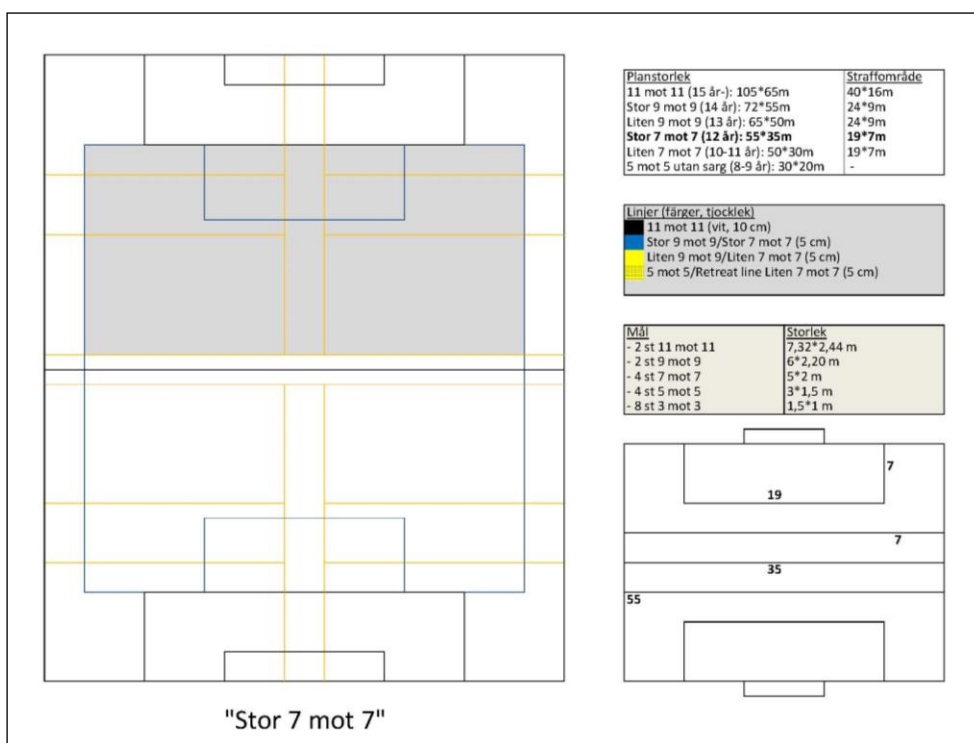 Planstorlek Straffområde
11 mot 11 (15 år-): 105*65m 40*16m
Stor 9 mot 9 (14 år): 72*55m 24*9m
Liten 9 mot 9 (13 år): 65*50m 24*9m
Stor 7 mot 7 (12 år): 55*35m 19*7m
Liten 7 mot 7 (10-11 år): 50*30m 19*7m
5 mot 5 utan sarg (8-9 år): 30*20m -
Linjer (färger, tjocklek)
11 mot 11 (vit, 10 cm)
Stor 9 mot 9/Stor 7 mot 7 (5 cm)
Liten 9 mot 9/Liten 7 mot 7 (5 cm)
5 mot 5/Retreat line Liten 7 mot 7 (5 cm)
Mål Storlek
- 2 st 11 mot 11 7,32*2,44 m
- 2 st 9 mot 9 6*2,20 m
- 4 st 7 mot 7 5*2 m
- 4 st 5 mot 5 3*1,5 m
- 8 st 3 mot 3 1,5*1 m
7
19
7
35
55
"Stor 7 mot 7"